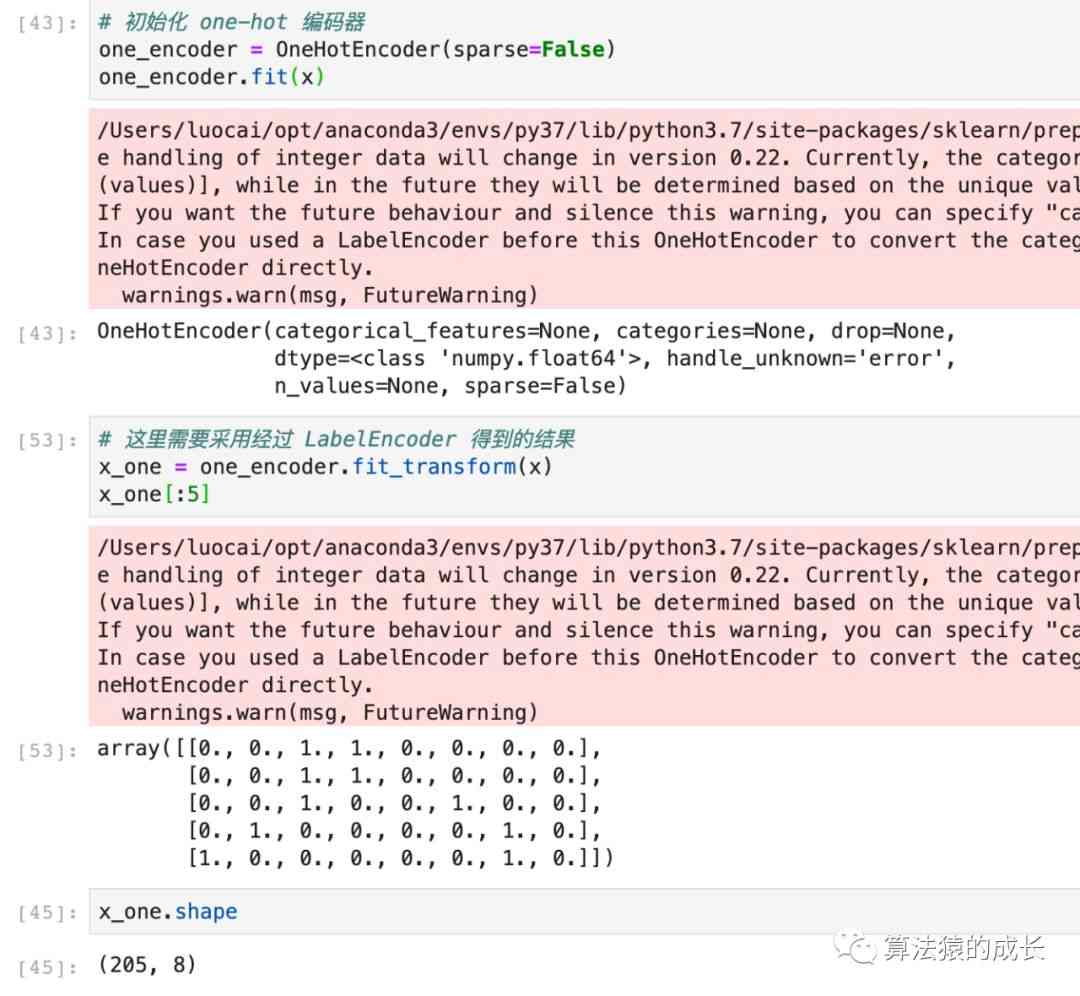 [43]: # 初始化 one-hot 编码器
one_encoder = OneHotEncoder(sparse=False)
one_encoder.fit(x)
/Users/luocai/opt/anaconda3/envs/py37/lib/python3.7/site-packages/sklearn/prep
e handling of integer data will change in version 0.22. Currently, the categor
(values)], while in the future they will be determined based on the unique val
If you want the future behaviour and silence this warning, you can specify "ca
In case you used a LabelEncoder before this OneHotEncoder to convert the categ
neHotEncoder directly.
warnings.warn(msg, FutureWarning)
[43]: OneHotEncoder(categorical_features=None, categories=None, drop=None,
dtype=<class 'numpy.float64'>, handle_unknown='error',
n_values=None, sparse=False)
[53]: # 这里需要采用经过 LabelEncoder 得到的结果
x_one = one_encoder.fit_transform(x)
x_one[:5]
/Users/luocai/opt/anaconda3/envs/py37/lib/python3.7/site-packages/sklearn/prep
e handling of integer data will change in version 0.22. Currently, the categor
(values)], while in the future they will be determined based on the unique val
If you want the future behaviour and silence this warning, you can specify "ca
In case you used a LabelEncoder before this OneHotEncoder to convert the categ
neHotEncoder directly.
warnings.warn(msg, FutureWarning)
[53]: array([[0., 0., 1., 1., 0., 0., 0., 0.],
[0., 0., 1., 1., 0., 0., 0., 0.],
[0., 0., 1., 0., 0., 1., 0., 0.],
[0., 1., 0., 0., 0., 0., 1., 0.],
[1., 0., 0., 0., 0., 0., 1., 0.]])
[45]: x_one.shape
算法猿的成长
[45]: (205, 8)